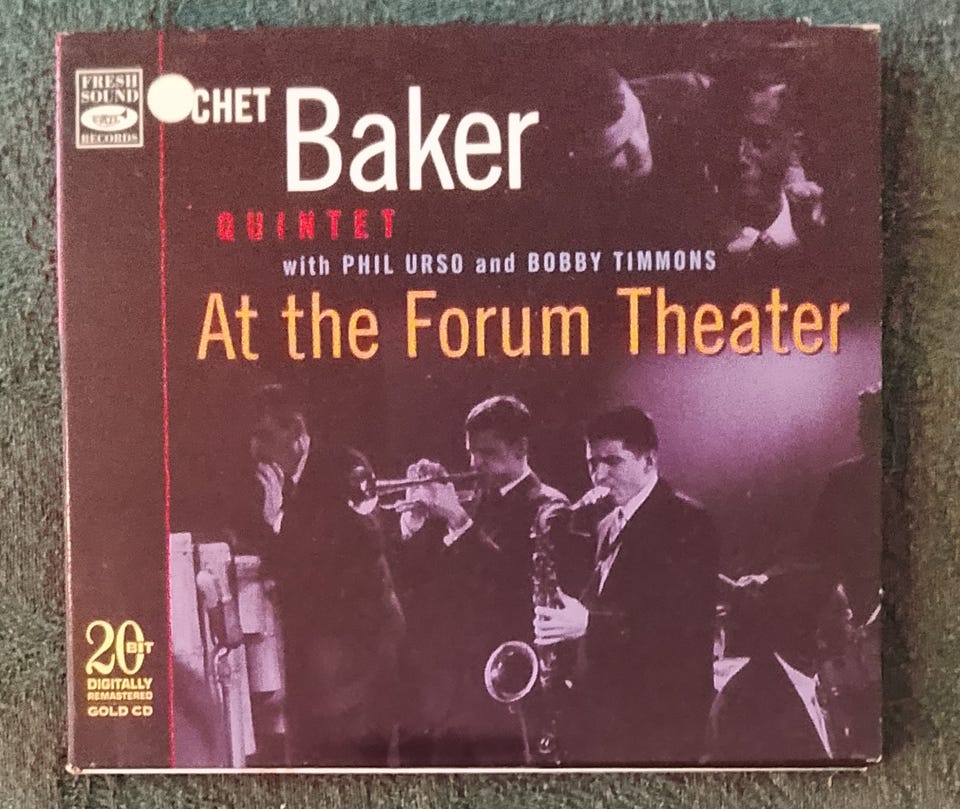 FRESH
SOUND
RECORDS
CHET Baker
QUINTET
with PHIL URSO and BOBBY TIMMONS
At the Forum Theater
20 BIT
DIGITALLY
REMASTERED
GOLD CD